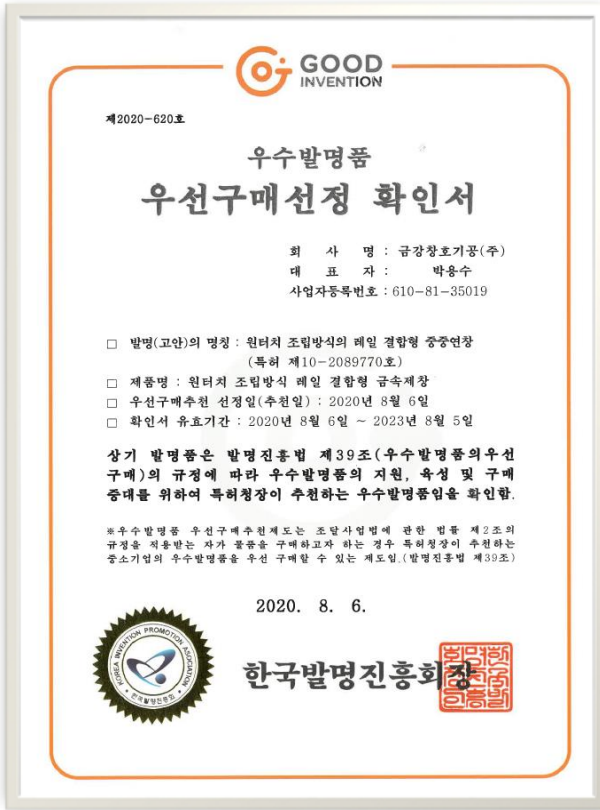 GOOD
INVENTION
제2020-620호
우수발명품
우선구매선정 확인서
회 사 명 : 금강창호기공(주)
대 표 자 : 박용수
사업자등록번호 : 610-81-35019
□ 발명(고안)의 명칭 : 원터치 조립방식의 레일 결합형 중중연창
(특허 제10-2089770호)
□ 제품명 : 원터치 조립방식 레일 결합형 금속제창
□ 우선구매추천 선정일(추천일) : 2020년 8월 6일
□ 확인서 유효기간 : 2020년 8월 6일 ~ 2023년 8월 5일
상기 발명품은 발명진흥법 제39조(우수발명품의우선
구매)의 규정에 따라 우수발명품의 지원, 육성 및 구매
증대를 위하여 특허청장이 추천하는 우수발명품임을 확인함.
※우수발명품 우선구매추천제도는 조달사업법에 관한 법률 제2조의
규정을 적용받는 자가 물품을 구매하고자 하는 경우 특허청장이 추천하는
중소기업의 우수발명품을 우선 구매할 수 있는 제도임.(발명진흥법 제39조)
2020. 8. 6.
KOREA INVENTION PROMOTION ASOCIATION
한국발명진흥회
한국발명진흥회장